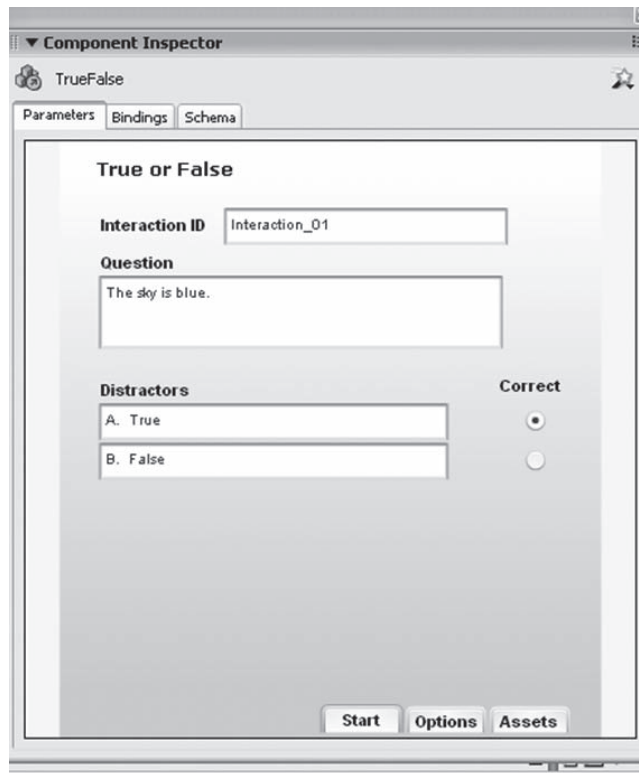 Component Inspector
TrueFalse
Parameters Bindings Schema
True or False
Interaction ID Interaction_01
Question
The sky is blue.
Distractors Correct
A. True
B. False
Start Options Assets